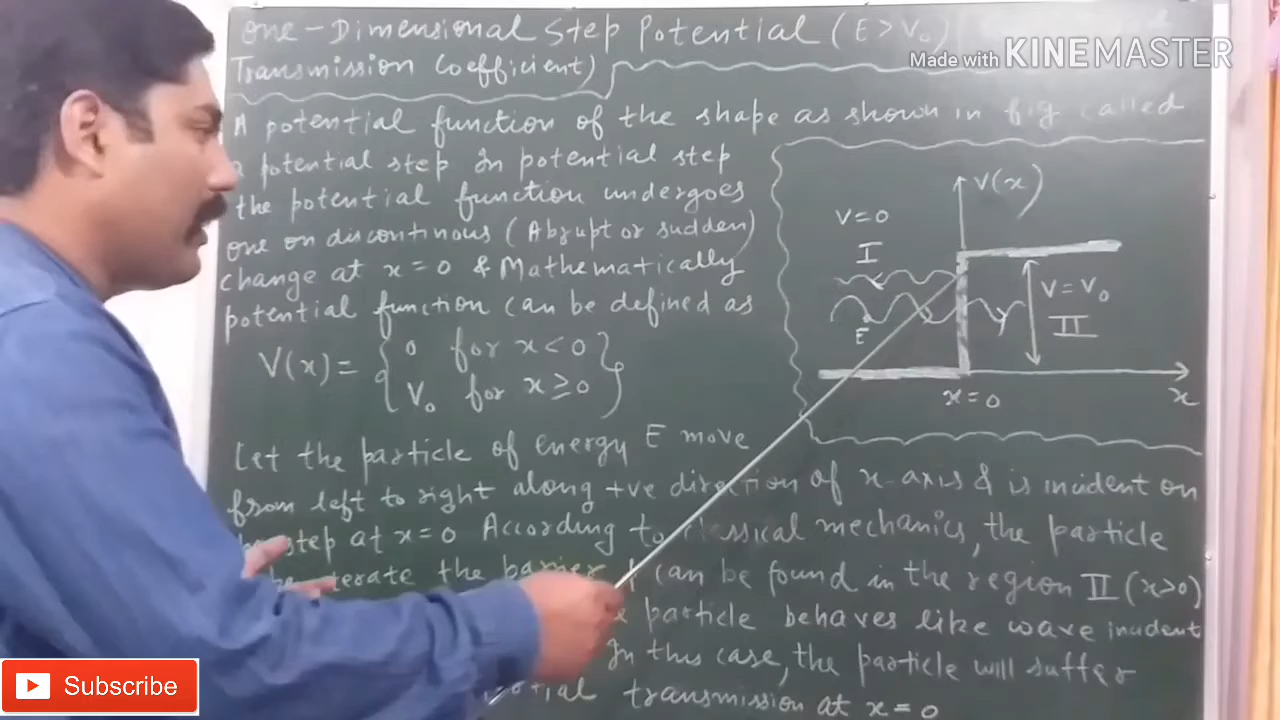 one-Dimensional Step Potential (E > V₀)
Transmission Coefficient)
Made with KINEMASTER
A potential function of the shape as shown in fig called
potential step In potential step
the potential function undergoes
one on discontinous (Abrupt or sudden)
change at x=0 & Mathematically
potential function can be defined as
V(x)= { 0 for x<0
V₀ for x≥0 }
V(x)
V=0
I
E
V=V₀
II
x=0
x
Let the particle of energy E move
from left to right along +ve direction of x-axis & is incident on
step at x=0 According to classical mechanics, the particle
the barrier & can be found in the region II (x>0)
particle behaves like wave incident
In this case, the particle will suffer
transmission at x=0
Subscribe